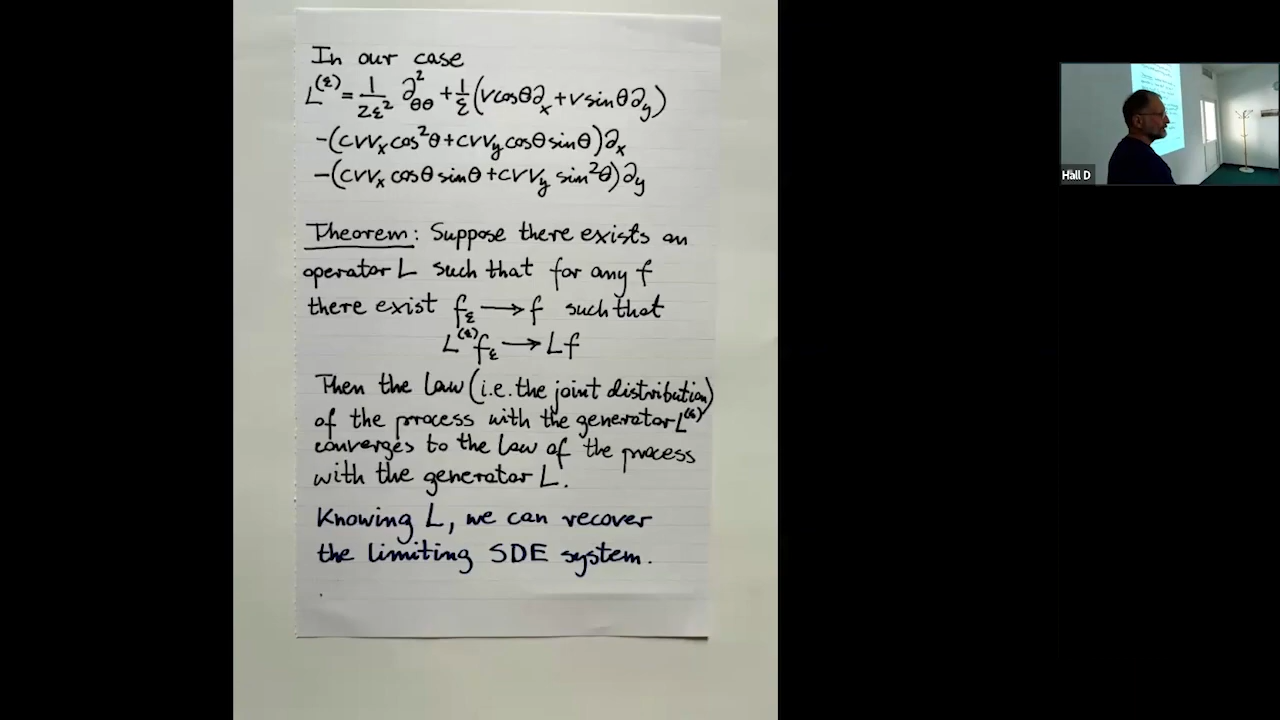 In our case
L^(ε) = 1/2ε² ∂²_θθ + 1/ε (v cosθ ∂_x + v sinθ ∂_y)
-(cvv_x cos²θ + cvv_y cosθ sinθ) ∂_x
-(cvv_x cosθ sinθ + cvv_y sin²θ) ∂_y
Theorem: Suppose there exists an
operator L such that for any f
there exist f_ε → f such that
L^(ε) f_ε → Lf
Then the law (i.e. the joint distribution)
of the process with the generator L^(ε)
converges to the law of the process
with the generator L.
Knowing L, we can recover
the limiting SDE system.
Hall D